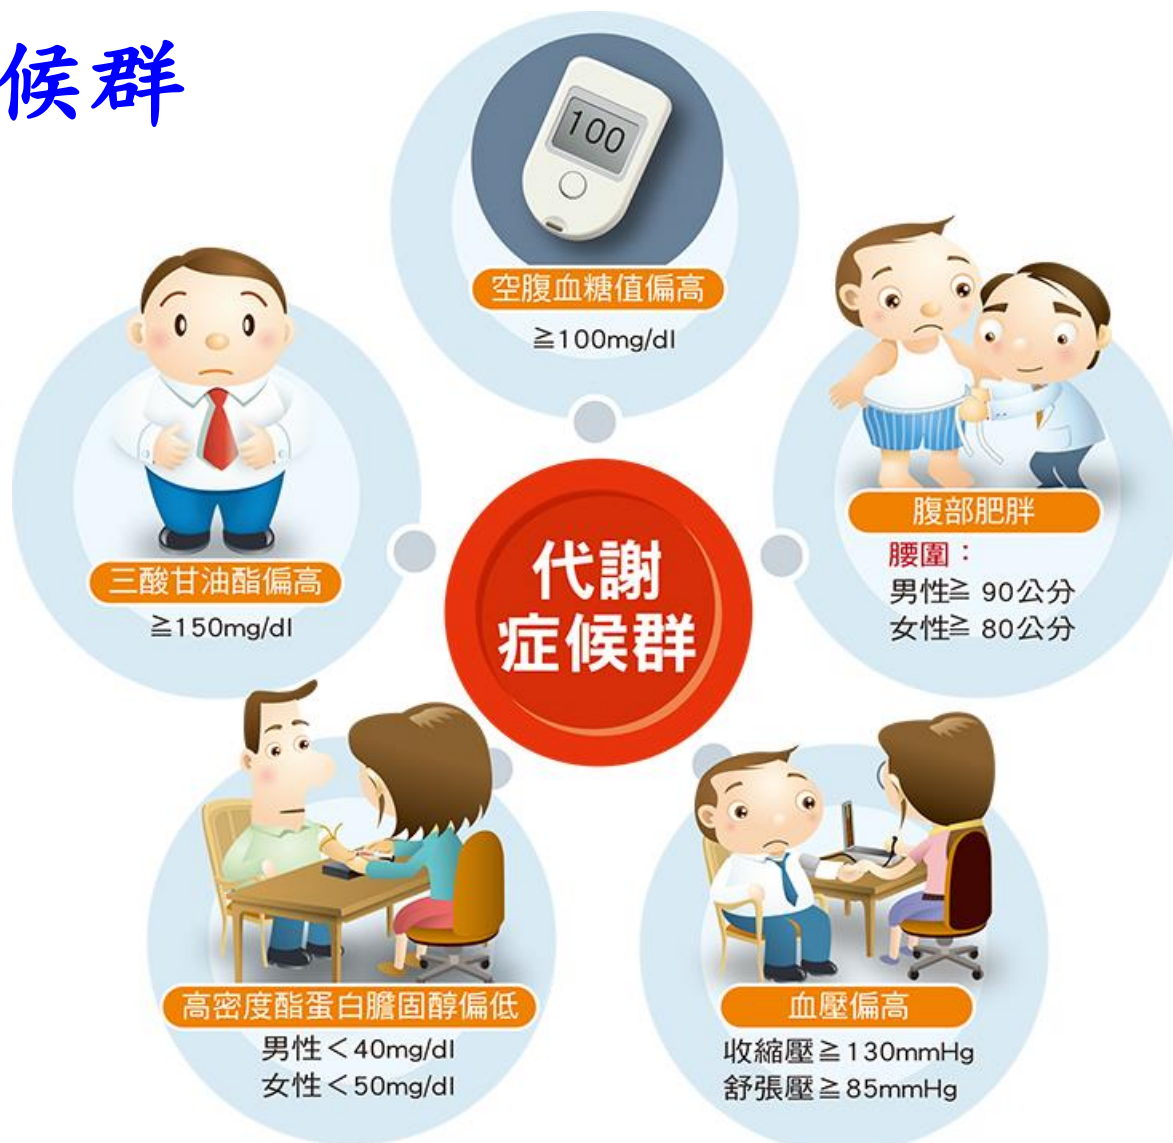 候群
100
空腹血糖值偏高
≧100mg/dl
三酸甘油酯偏高
≧150mg/dl
腹部肥胖
腰圍：
男性≧ 90公分
女性≧ 80公分
代謝
症候群
高密度酯蛋白膽固醇偏低
男性＜40mg/dl
女性＜50mg/dl
血壓偏高
收縮壓≧130mmHg
舒張壓≧85mmHg